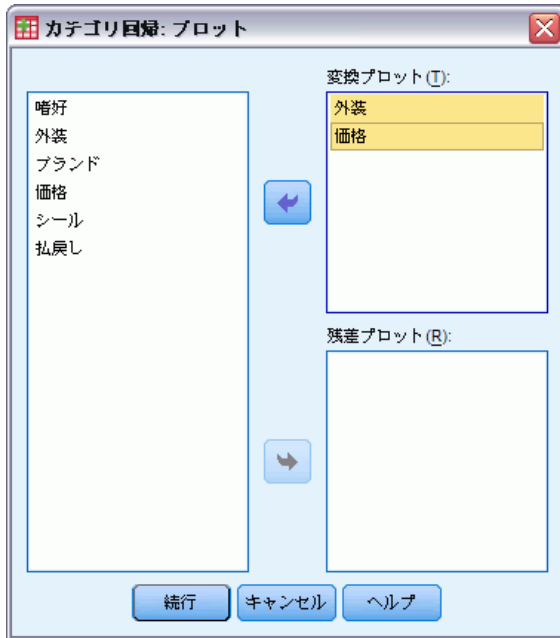 カテゴリ回帰: プロット
嗜好
外装
ブランド
価格
シール
払戻し
変換プロット(T):
外装
価格
残差プロット(R):
続行
キャンセル
ヘルプ